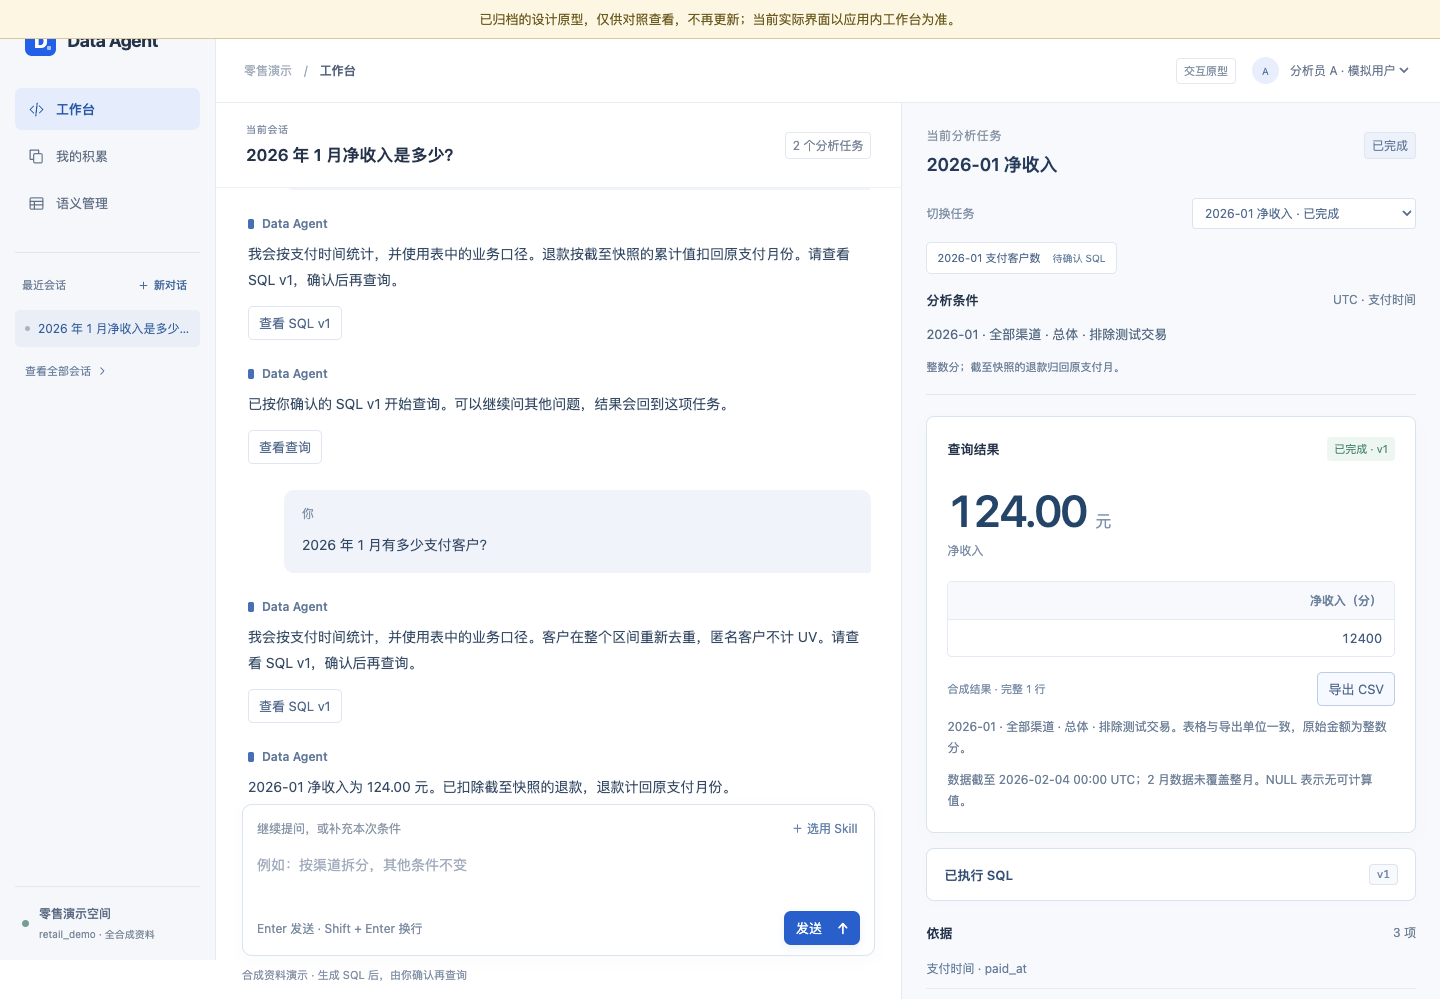 已归档的设计原型，仅供对照查看，不再更新；当前实际界面以应用内工作台为准。
D. Data Agent
工作台
我的积累
语义管理
最近会话
+ 新对话
2026 年 1 月净收入是多少...
查看全部会话
零售演示空间
retail_demo · 全合成资料
零售演示 / 工作台
交互原型
A
分析员 A · 模拟用户
当前会话
2026 年 1 月净收入是多少？
2 个分析任务
Data Agent
我会按支付时间统计，并使用表中的业务口径。退款按截至快照的累计值扣回原支付月份。请查看
SQL v1，确认后再查询。
查看 SQL v1
Data Agent
已按你确认的 SQL v1 开始查询。可以继续问其他问题，结果会回到这项任务。
查看查询
你
2026 年 1 月有多少支付客户？
Data Agent
我会按支付时间统计，并使用表中的业务口径。客户在整个区间重新去重，匿名客户不计 UV。请查
看 SQL v1，确认后再查询。
查看 SQL v1
Data Agent
2026-01 净收入为 124.00 元。已扣除截至快照的退款，退款计回原支付月份。
继续提问，或补充本次条件
+ 选用 Skill
例如：按渠道拆分，其他条件不变
Enter 发送 · Shift + Enter 换行
发送
合成资料演示 · 生成 SQL 后，由你确认再查询
当前分析任务
2026-01 净收入
已完成
切换任务
2026-01 净收入 · 已完成
2026-01 支付客户数 待确认 SQL
分析条件
UTC · 支付时间
2026-01 · 全部渠道 · 总体 · 排除测试交易
整数分；截至快照的退款归回原支付月。
查询结果
已完成 · v1
124.00 元
净收入
净收入（分）
12400
合成结果 · 完整 1 行
导出 CSV
2026-01 · 全部渠道 · 总体 · 排除测试交易。表格与导出单位一致，原始金额为整数
分。
数据截至 2026-02-04 00:00 UTC；2 月数据未覆盖整月。NULL 表示无可计算
值。
已执行 SQL
v1
依据
3 项
支付时间 · paid_at